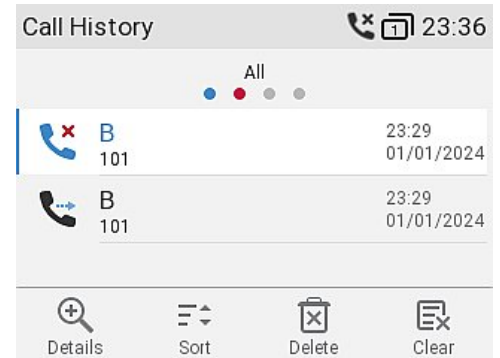 Call History 1 23:36
All
B 23:29
101 01/01/2024
B 23:29
101 01/01/2024
Details Sort Delete Clear